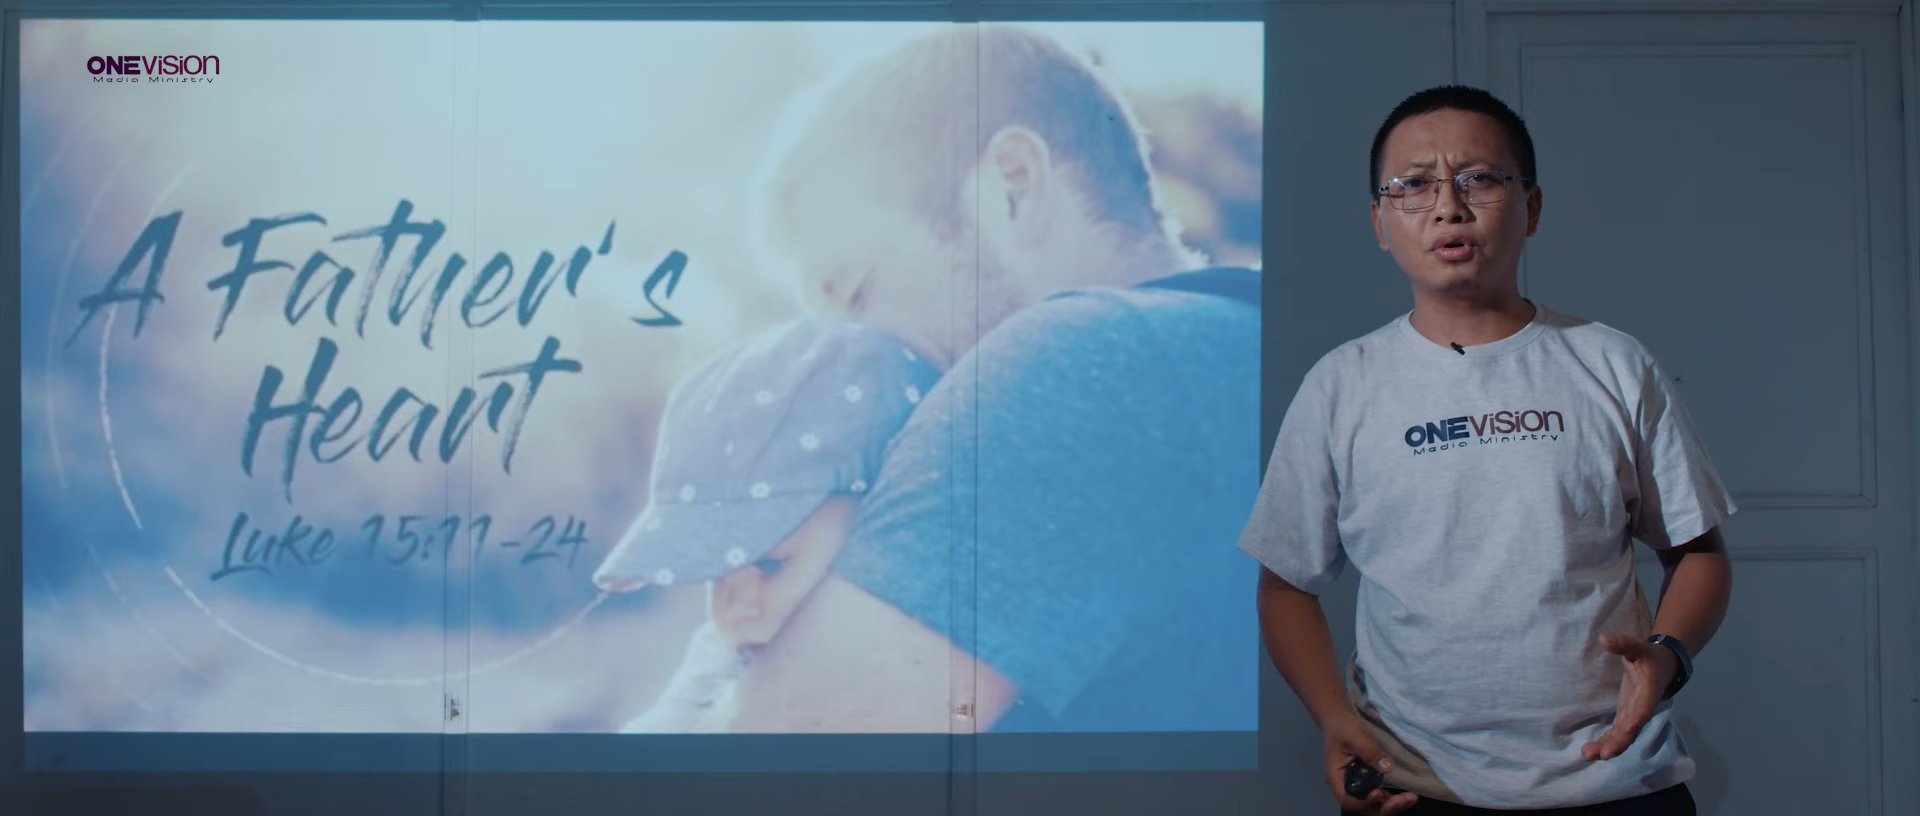 ONEVISION
Media Ministry
A Father's
Heart
Luke 15:11-24
ONEVISION
Media Ministry